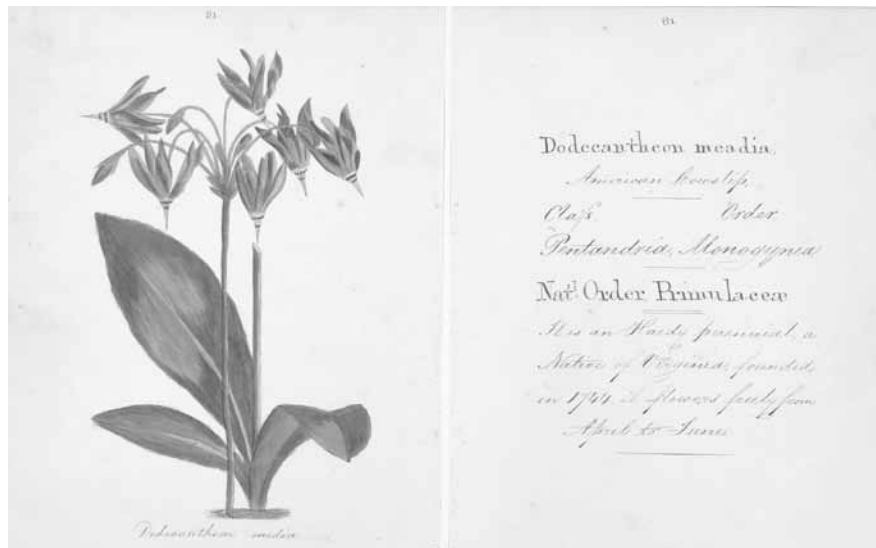 81.
Dodecantheon meadia
81
Dodecantheon meadia.
American Cowslip,
Claſs. Order
Pentandria, Monogynea
Natl. Order Primulaceæ
It is an Hardy perennial, a
Native of Virginia, founded,
in 1744. it flowers freely from
April to June